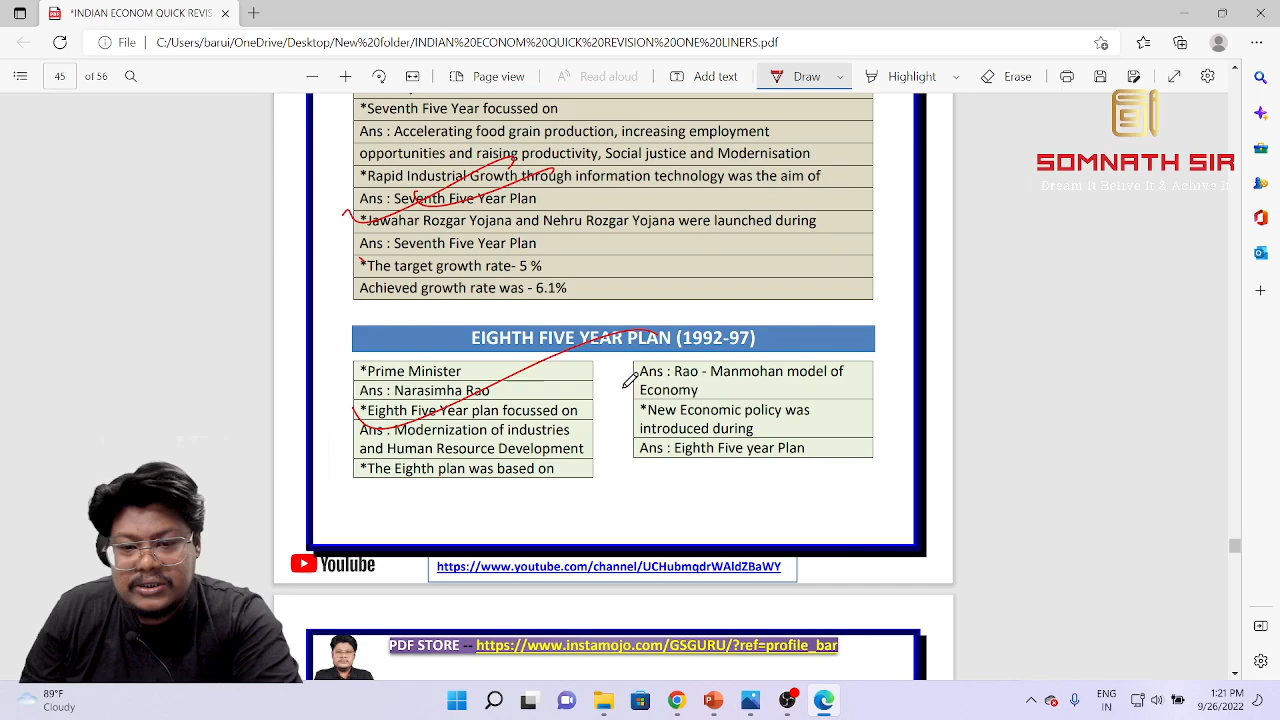 *INDIAN ECONOM QUICK REVIS
File
C:/Users/barui/OneDrive/Desktop/New%20folder/INDIAN%20ECONOM%20QUICK%20REVISION%20ONE%20LINERS.pdf
45 of 56
Page view
Read aloud
Add text
Draw
Highlight
Erase
SOMNATH SIR
Dream It Belive It & Achive It
*Seventh Five Year focussed on
Ans : Accelerating food grain production, increasing employment
opportunities and raising productivity, Social justice and Modernisation
*Rapid Industrial Growth through information technology was the aim of
Ans : Seventh Five Year Plan
*Jawahar Rozgar Yojana and Nehru Rozgar Yojana were launched during
Ans : Seventh Five Year Plan
*The target growth rate- 5 %
Achieved growth rate was - 6.1%
EIGHTH FIVE YEAR PLAN (1992-97)
*Prime Minister
Ans : Narasimha Rao
*Eighth Five Year plan focussed on
Ans : Modernization of industries
and Human Resource Development
*The Eighth plan was based on
Ans : Rao - Manmohan model of
Economy
*New Economic policy was
introduced during
Ans : Eighth Five year Plan
YouTube
https://www.youtube.com/channel/UCHubmqdrWAldZBaWY
PDF STORE -- https://www.instamojo.com/GSGURU/?ref=profile_bar
89°F
Cloudy
ENG
IN
1:21 PM
9/26/2022